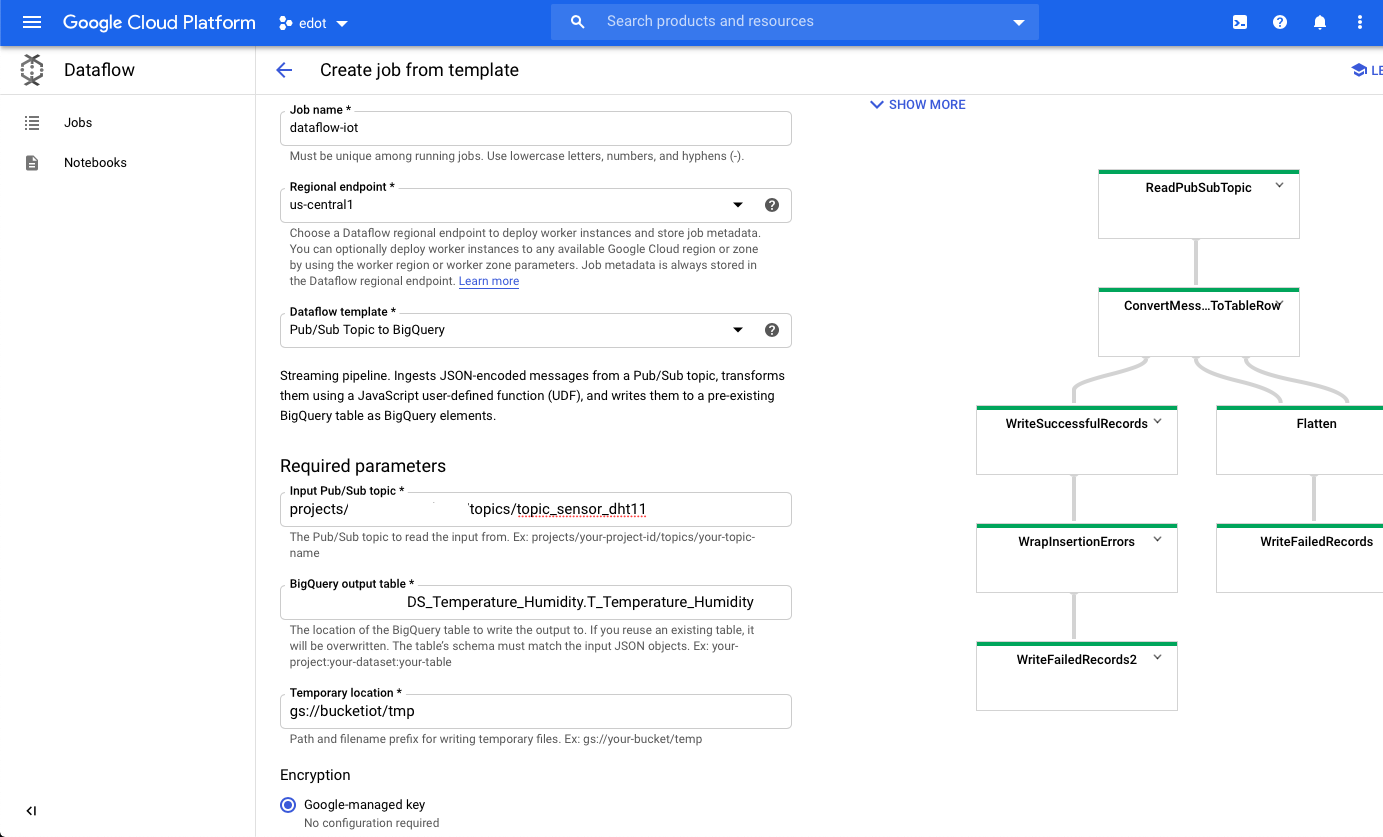 Google Cloud Platform
edot
Search products and resources
Dataflow
Create job from template
LE
Jobs
Notebooks
Job name *
dataflow-iot
Must be unique among running jobs. Use lowercase letters, numbers, and hyphens (-).
Regional endpoint *
us-central1
Choose a Dataflow regional endpoint to deploy worker instances and store job metadata.
You can optionally deploy worker instances to any available Google Cloud region or zone
by using the worker region or worker zone parameters. Job metadata is always stored in
the Dataflow regional endpoint. Learn more
Dataflow template *
Pub/Sub Topic to BigQuery
Streaming pipeline. Ingests JSON-encoded messages from a Pub/Sub topic, transforms
them using a JavaScript user-defined function (UDF), and writes them to a pre-existing
BigQuery table as BigQuery elements.
Required parameters
Input Pub/Sub topic *
projects/ /topics/topic_sensor_dht11
The Pub/Sub topic to read the input from. Ex: projects/your-project-id/topics/your-topic-
name
BigQuery output table *
DS_Temperature_Humidity.T_Temperature_Humidity
The location of the BigQuery table to write the output to. If you reuse an existing table, it
will be overwritten. The table's schema must match the input JSON objects. Ex: your-
project:your-dataset:your-table
Temporary location *
gs://bucketiot/tmp
Path and filename prefix for writing temporary files. Ex: gs://your-bucket/temp
Encryption
Google-managed key
No configuration required
SHOW MORE
ReadPubSubTopic
ConvertMess...ToTableRow
WriteSuccessfulRecords
Flatten
WrapInsertionErrors
WriteFailedRecords
WriteFailedRecords2